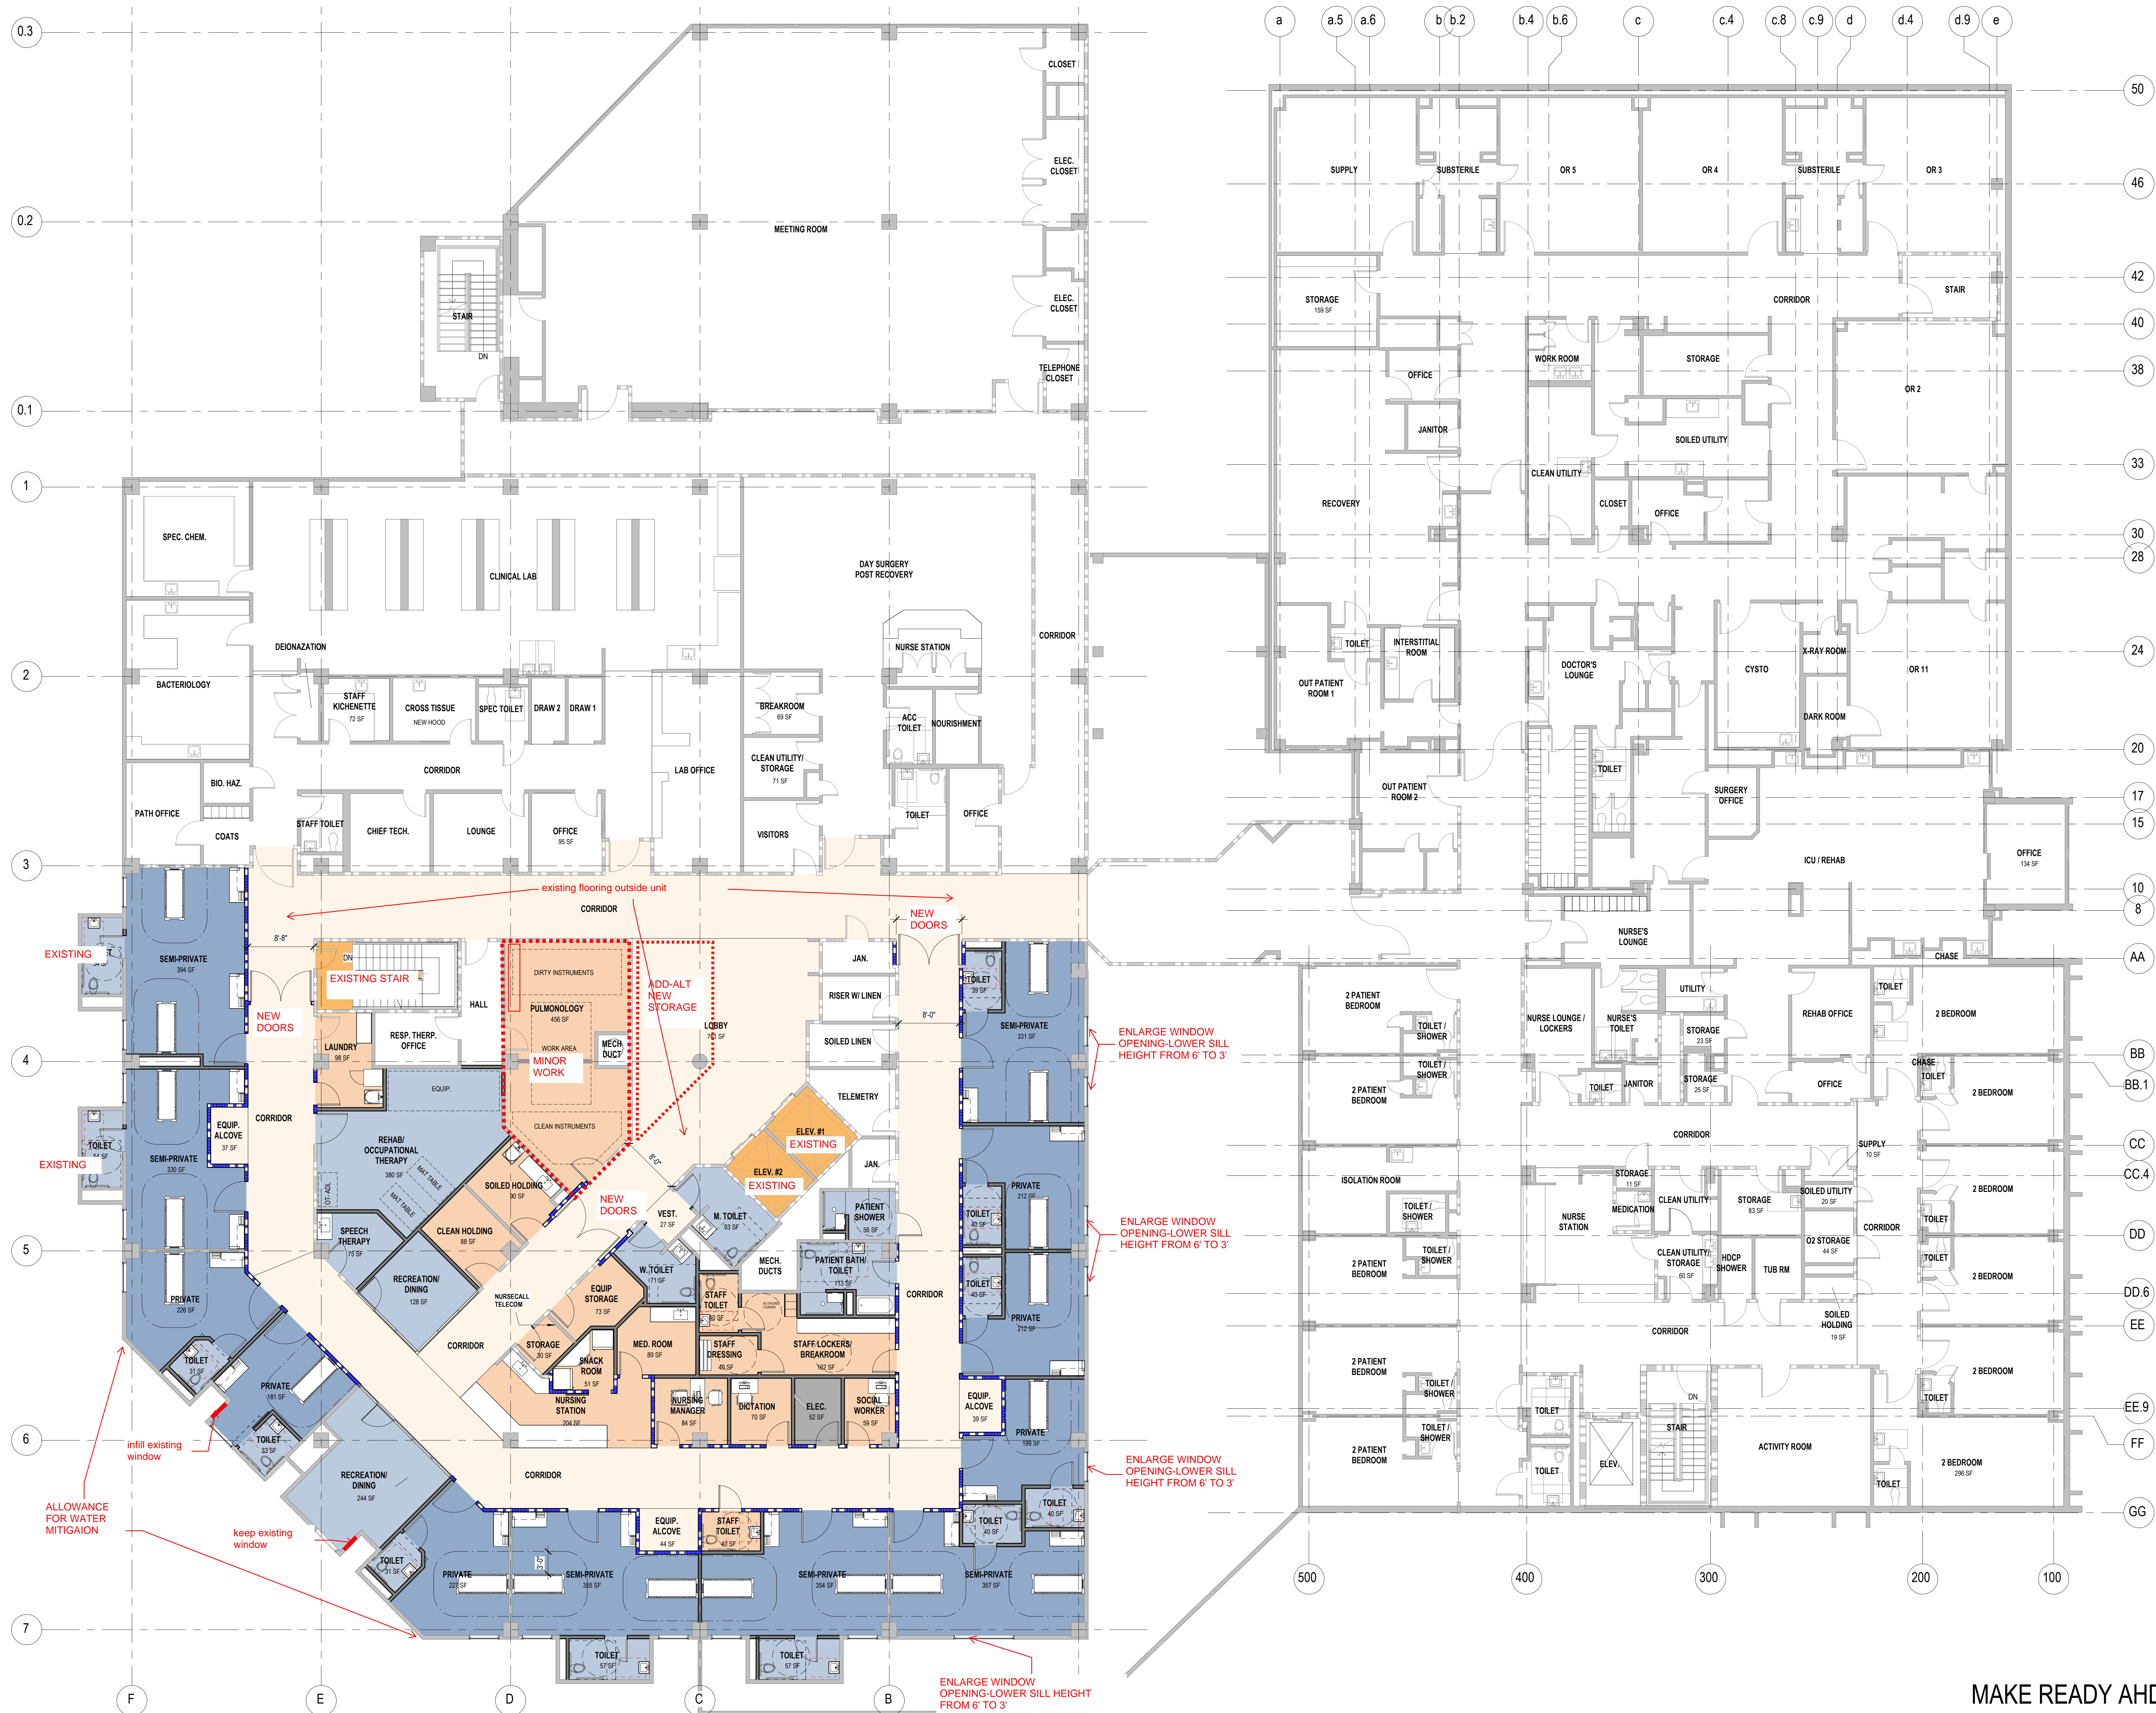 0.3
0.2
0.1
1
2
3
4
5
6
7
F
E
D
C
B
CLOSET
ELEC.
CLOSET
MEETING ROOM
ELEC.
CLOSET
STAIR
DN
TELEPHONE
CLOSET
SPEC. CHEM.
CLINICAL LAB
DAY SURGERY
POST RECOVERY
DEIONAZATION
NURSE STATION
CORRIDOR
BACTERIOLOGY
STAFF
KICHENETTE
72 SF
CROSS TISSUE
NEW HOOD
SPEC TOILET
DRAW 2
DRAW 1
BREAKROOM
69 SF
ACC
TOILET
NOURISHMENT
CORRIDOR
LAB OFFICE
CLEAN UTILITY/
STORAGE
71 SF
BIO. HAZ.
PATH OFFICE
COATS
STAFF TOILET
CHIEF TECH.
LOUNGE
OFFICE
95 SF
VISITORS
TOILET
OFFICE
existing flooring outside unit
CORRIDOR
NEW
DOORS
8'-8"
EXISTING
SEMI-PRIVATE
394 SF
DN
EXISTING STAIR
HALL
DIRTY INSTRUMENTS
PULMONOLOGY
456 SF
WORK AREA
MINOR
WORK
MECH
DUCT
CLEAN INSTRUMENTS
ADD-ALT
NEW
STORAGE
LOBBY
JAN.
RISER W/ LINEN
SOILED LINEN
TELEMETRY
JAN.
8'-0"
TOILET
39 SF
SEMI-PRIVATE
331 SF
ENLARGE WINDOW
OPENING-LOWER SILL
HEIGHT FROM 6' TO 3'
NEW
DOORS
LAUNDRY
98 SF
RESP. THERP.
OFFICE
EQUIP.
CORRIDOR
EQUIP.
ALCOVE
37 SF
EXISTING
TOILET
SEMI-PRIVATE
330 SF
REHAB/
OCCUPATIONAL
THERAPY
380 SF
MAT TABLE
MAT TABLE
OT- ADL
SOILED HOLDING
90 SF
CLEAN HOLDING
88 SF
SPEECH
THERAPY
75 SF
RECREATION/
DINING
128 SF
ELEV. #1
EXISTING
ELEV. #2
EXISTING
8'-0"
NEW
DOORS
VEST.
27 SF
M. TOILET
93 SF
PATIENT
SHOWER
56 SF
TOILET
40 SF
PRIVATE
212 SF
ENLARGE WINDOW
OPENING-LOWER SILL
HEIGHT FROM 6' TO 3'
MECH.
DUCTS
PATIENT BATH/
TOILET
113 SF
TOILET
40 SF
PRIVATE
212 SF
CORRIDOR
W. TOILET
71 SF
EQUIP
STORAGE
73 SF
NURSECALL
TELECOM
STAFF
TOILET
STORAGE
30 SF
SNACK
ROOM
51 SF
MED. ROOM
89 SF
STAFF
DRESSING
49 SF
STAFF/LOCKERS/
BREAKROOM
162 SF
CORRIDOR
PRIVATE
226 SF
TOILET
31 SF
PRIVATE
181 SF
TOILET
33 SF
NURSING
STATION
204 SF
NURSING
MANAGER
84 SF
DICTATION
70 SF
ELEC.
52 SF
SOCIAL
WORKER
59 SF
EQUIP.
ALCOVE
39 SF
PRIVATE
199 SF
ENLARGE WINDOW
OPENING-LOWER SILL
HEIGHT FROM 6' TO 3'
infill existing
window
RECREATION/
DINING
244 SF
CORRIDOR
ALLOWANCE
FOR WATER
MITIGAION
keep existing
window
TOILET
31 SF
PRIVATE
227 SF
3'-0"
SEMI-PRIVATE
355 SF
EQUIP.
ALCOVE
44 SF
STAFF
TOILET
40 SF
SEMI-PRIVATE
354 SF
TOILET
40 SF
TOILET
40 SF
SEMI-PRIVATE
357 SF
TOILET
57 SF
TOILET
57 SF
ENLARGE WINDOW
OPENING-LOWER SILL HEIGHT
FROM 6' TO 3'
a
a.5
a.6
b
b.2
b.4
b.6
c
c.4
c.8
c.9
d
d.4
d.9
e
50
46
42
40
38
33
30
28
24
20
17
15
10
8
AA
BB
BB.1
CC
CC.4
DD
DD.6
EE
EE.9
FF
GG
500
400
300
200
100
SUPPLY
SUBSTERILE
OR 5
OR 4
SUBSTERILE
OR 3
STORAGE
159 SF
CORRIDOR
STAIR
OFFICE
WORK ROOM
STORAGE
OR 2
JANITOR
SOILED UTILITY
CLEAN UTILITY
RECOVERY
CLOSET
OFFICE
TOILET
INTERSTITIAL
ROOM
DOCTOR'S
LOUNGE
CYSTO
X-RAY ROOM
OR 11
OUT PATIENT
ROOM 1
DARK ROOM
TOILET
OUT PATIENT
ROOM 2
SURGERY
OFFICE
ICU / REHAB
OFFICE
134 SF
NURSE'S
LOUNGE
CHASE
2 PATIENT
BEDROOM
TOILET /
SHOWER
NURSE LOUNGE /
LOCKERS
NURSE'S
TOILET
UTILITY
STORAGE
23 SF
REHAB OFFICE
TOILET
2 BEDROOM
CHASE
2 PATIENT
BEDROOM
TOILET /
SHOWER
TOILET
JANITOR
STORAGE
25 SF
OFFICE
TOILET
2 BEDROOM
CORRIDOR
SUPPLY
10 SF
ISOLATION ROOM
TOILET /
SHOWER
STORAGE
11 SF
MEDICATION
CLEAN UTILITY
STORAGE
83 SF
SOILED UTILITY
20 SF
2 BEDROOM
TOILET
NURSE
STATION
CORRIDOR
O2 STORAGE
44 SF
2 PATIENT
BEDROOM
TOILET /
SHOWER
CLEAN UTILITY/
STORAGE
60 SF
HDCP
SHOWER
TUB RM
TOILET
2 BEDROOM
SOILED
HOLDING
19 SF
CORRIDOR
2 PATIENT
BEDROOM
TOILET /
SHOWER
TOILET
2 BEDROOM
TOILET
DN
STAIR
2 PATIENT
BEDROOM
TOILET /
SHOWER
TOILET
ELEV.
ACTIVITY ROOM
TOILET
2 BEDROOM
296 SF
MAKE READY AHD